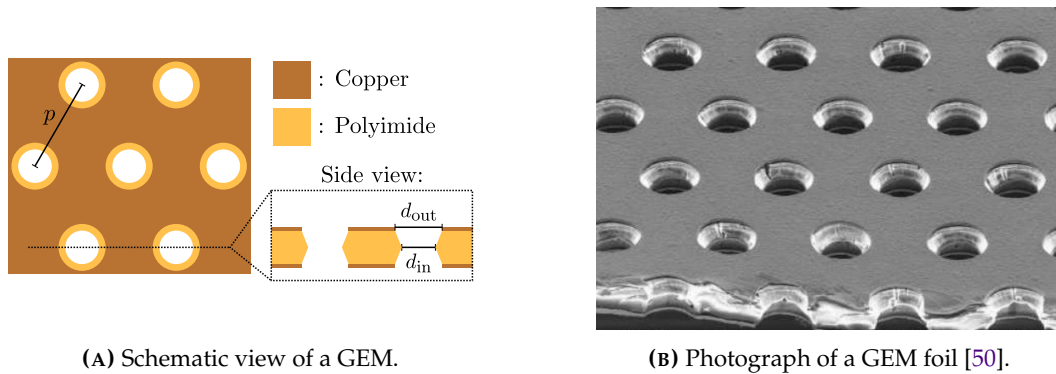 p
: Copper
: Polyimide
Side view:
d_out
d_in
(A) Schematic view of a GEM.
(B) Photograph of a GEM foil [50].